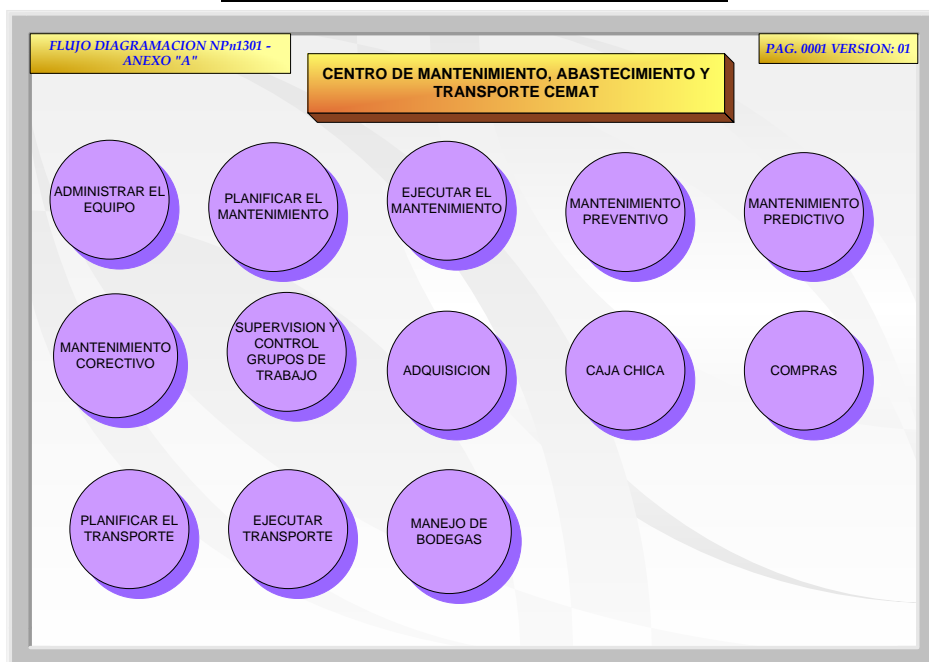 FLUJO DIAGRAMACION NPn1301 -
ANEXO "A"
PAG. 0001 VERSION: 01
CENTRO DE MANTENIMIENTO, ABASTECIMIENTO Y
TRANSPORTE CEMAT
ADMINISTRAR EL
EQUIPO
PLANIFICAR EL
MANTENIMIENTO
EJECUTAR EL
MANTENIMIENTO
MANTENIMIENTO
PREVENTIVO
MANTENIMIENTO
PREDICTIVO
MANTENIMIENTO
CORECTIVO
SUPERVISION Y
CONTROL
GRUPOS DE
TRABAJO
ADQUISICION
CAJA CHICA
COMPRAS
PLANIFICAR EL
TRANSPORTE
EJECUTAR
TRANSPORTE
MANEJO DE
BODEGAS